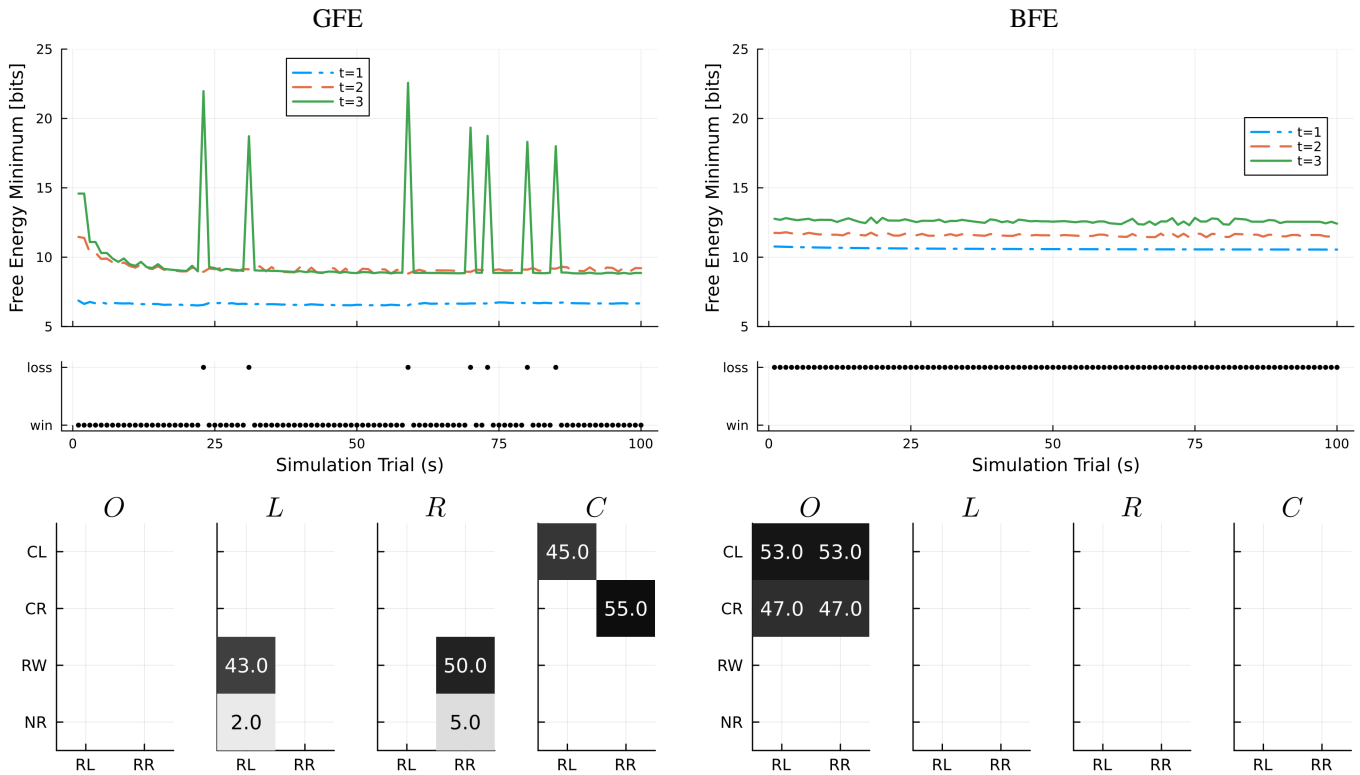 GFE
BFE
Free Energy Minimum [bits]
25
20
15
10
5
t=1
t=2
t=3
Free Energy Minimum [bits]
25
20
15
10
5
t=1
t=2
t=3
loss
win
0 25 50 75 100
Simulation Trial (s)
loss
win
0 25 50 75 100
Simulation Trial (s)
O L R C
CL
CR
RW
NR
45.0
55.0
43.0 50.0
2.0 5.0
RL RR RL RR RL RR RL RR
O L R C
CL 53.0 53.0
CR 47.0 47.0
RW
NR
RL RR RL RR RL RR RL RR